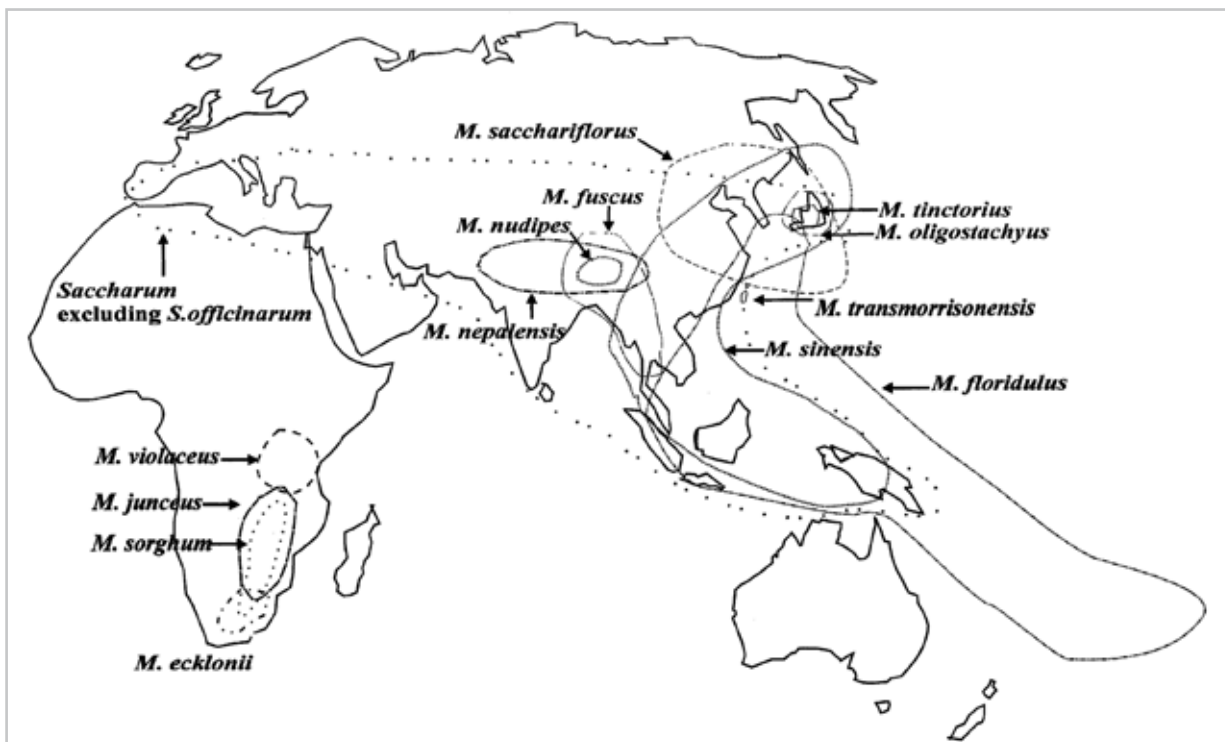 M. sacchariflorus
M. fuscus
M. nudipes
M. tinctorius
M. oligostachyus
Saccharum
excluding S.officinarum
M. nepalensis
M. transmorrisonensis
M. sinensis
M. floridulus
M. violaceus
M. junceus
M. sorghum
M. ecklonii